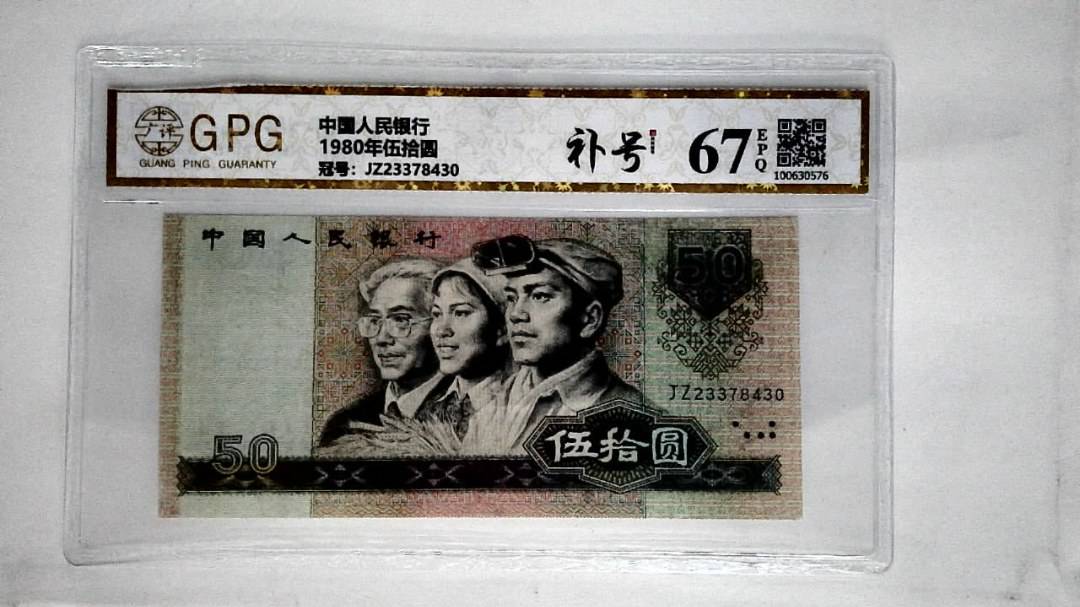 广评
GPG
GUANG PING GUARANTY
中国人民银行
1980年伍拾圆
冠号：JZ23378430
补号
67
EPQ
100630576
中国人民银行
50
JZ23378430
50
伍拾圆